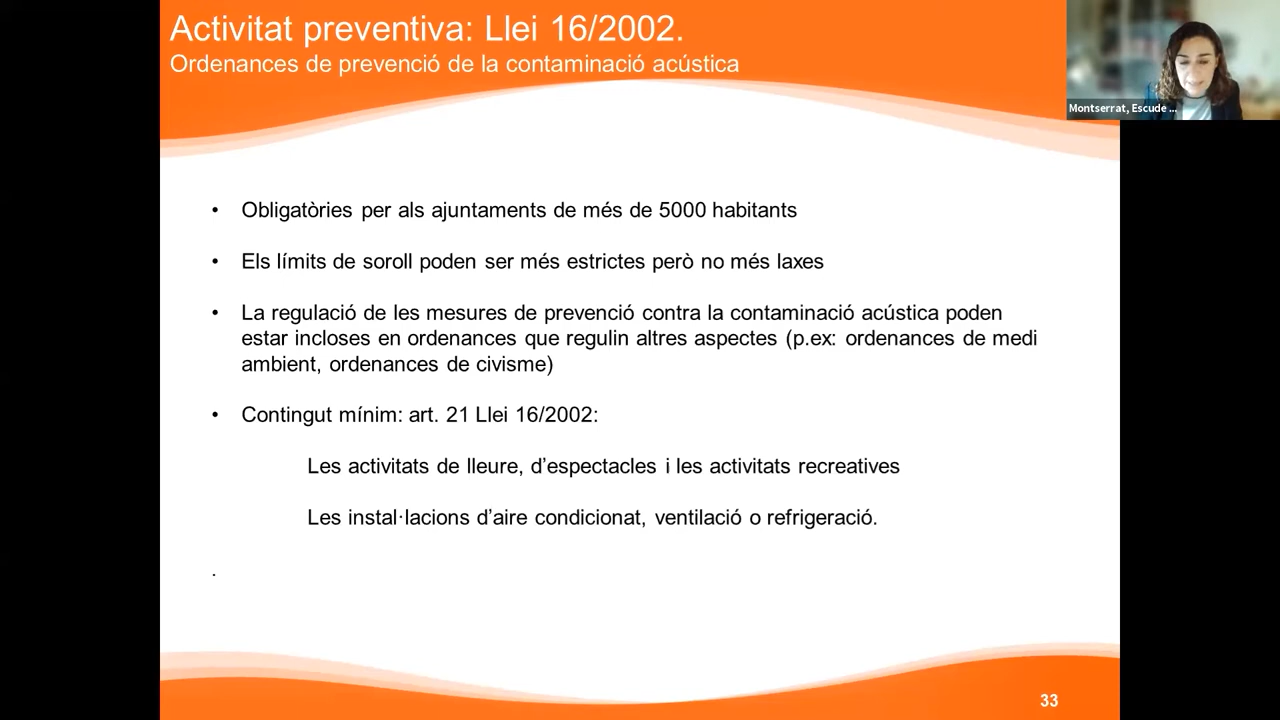 Activitat preventiva: Llei 16/2002.
Ordenances de prevenció de la contaminació acústica
Montserrat, Escude ...
• Obligatòries per als ajuntaments de més de 5000 habitants
• Els límits de soroll poden ser més estrictes però no més laxes
• La regulació de les mesures de prevenció contra la contaminació acústica poden
estar incloses en ordenances que regulin altres aspectes (p.ex: ordenances de medi
ambient, ordenances de civisme)
• Contingut mínim: art. 21 Llei 16/2002:
Les activitats de lleure, d’espectacles i les activitats recreatives
Les instal·lacions d’aire condicionat, ventilació o refrigeració.
.
33